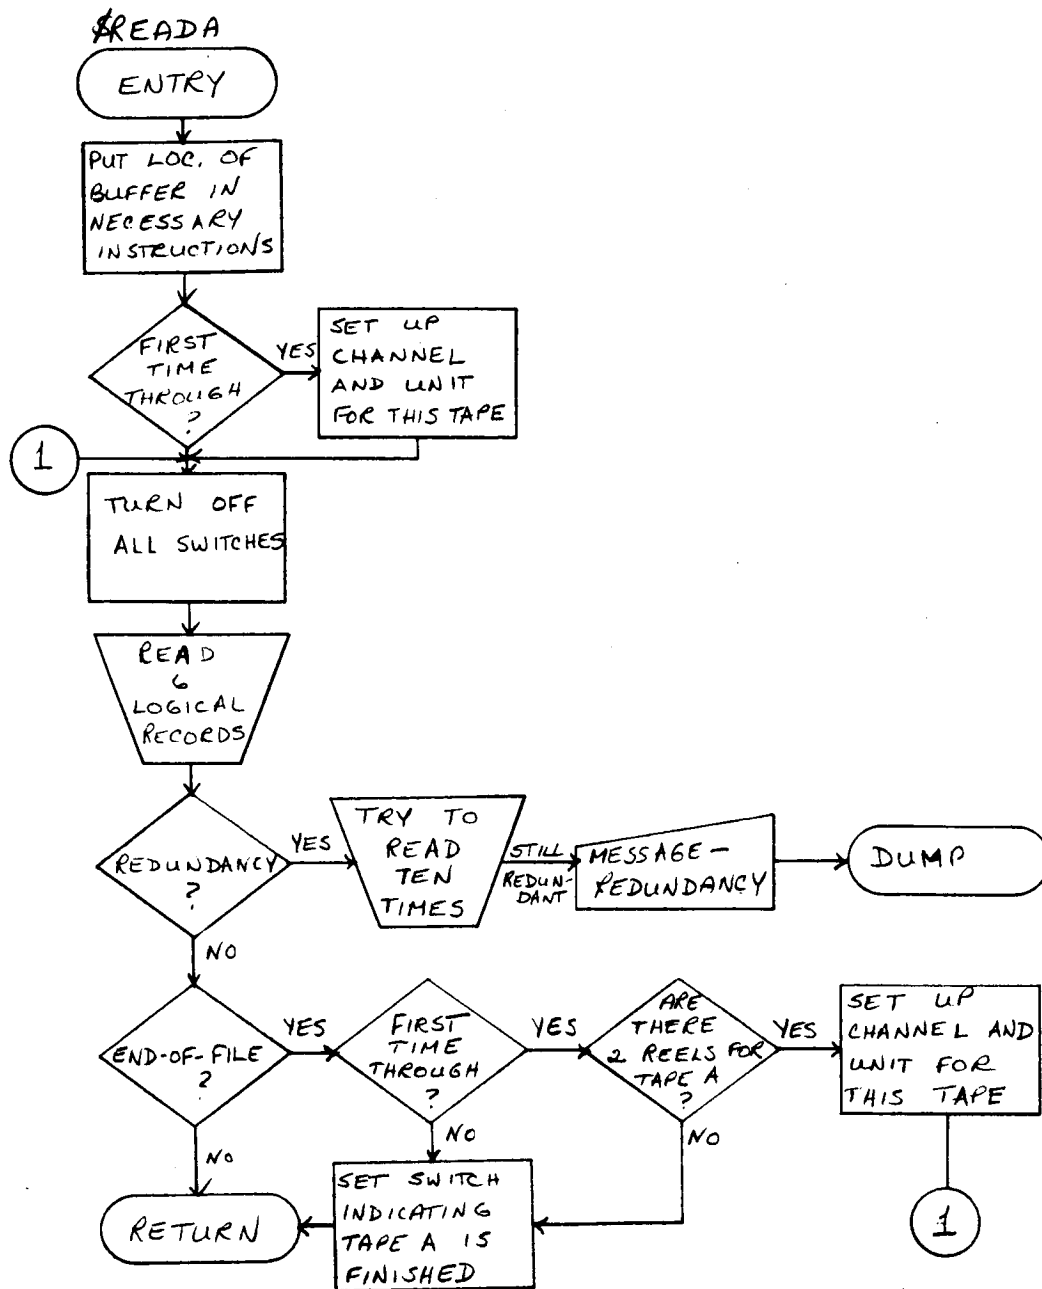 $READA
ENTRY
PUT LOC. OF
BUFFER IN
NECESSARY
INSTRUCTIONS
FIRST
TIME
THROUGH
?
YES
SET UP
CHANNEL
AND UNIT
FOR THIS TAPE
1
TURN OFF
ALL SWITCHES
READ
6
LOGICAL
RECORDS
REDUNDANCY
?
YES
TRY TO
READ
TEN
TIMES
STILL
REDUN-
DANT
MESSAGE-
REDUNDANCY
DUMP
NO
END-OF-FILE
?
YES
FIRST
TIME
THROUGH
?
YES
ARE
THERE
2 REELS FOR
TAPE A
?
YES
SET UP
CHANNEL AND
UNIT FOR
THIS TAPE
NO
NO
NO
RETURN
SET SWITCH
INDICATING
TAPE A IS
FINISHED
1